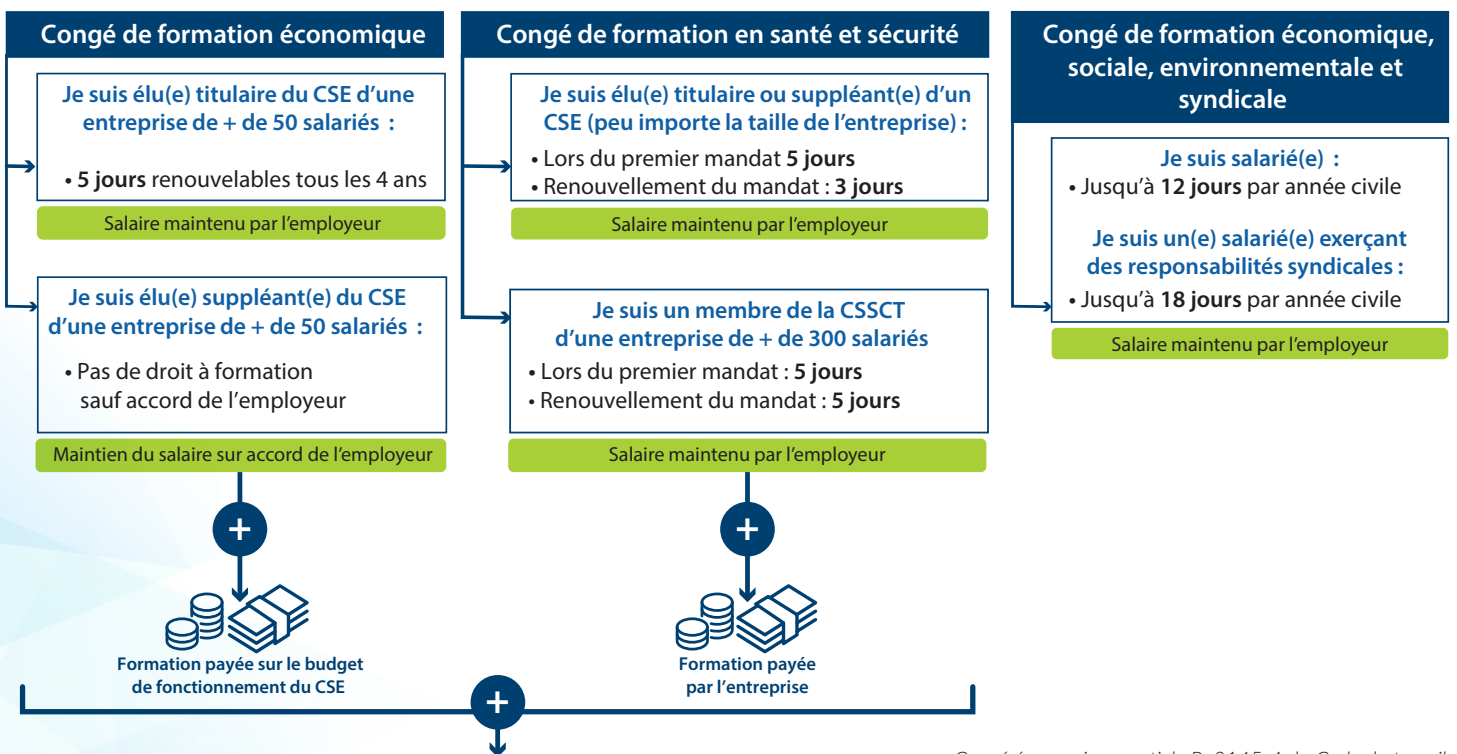 Congé de formation économique
Je suis élu(e) titulaire du CSE d'une
entreprise de + de 50 salariés :
• 5 jours renouvelables tous les 4 ans
Salaire maintenu par l'employeur
Je suis élu(e) suppléant(e) du CSE
d'une entreprise de + de 50 salariés :
• Pas de droit à formation
sauf accord de l'employeur
Maintien du salaire sur accord de l'employeur
+
Formation payée sur le budget
de fonctionnement du CSE
Congé de formation en santé et sécurité
Je suis élu(e) titulaire ou suppléant(e) d'un
CSE (peu importe la taille de l'entreprise) :
• Lors du premier mandat 5 jours
• Renouvellement du mandat : 3 jours
Salaire maintenu par l'employeur
Je suis un membre de la CSSCT
d'une entreprise de + de 300 salariés
• Lors du premier mandat : 5 jours
• Renouvellement du mandat : 5 jours
Salaire maintenu par l'employeur
+
Formation payée
par l'entreprise
+
Congé de formation économique,
sociale, environnementale et
syndicale
Je suis salarié(e) :
• Jusqu'à 12 jours par année civile
Je suis un(e) salarié(e) exerçant
des responsabilités syndicales :
• Jusqu'à 18 jours par année civile
Salaire maintenu par l'employeur